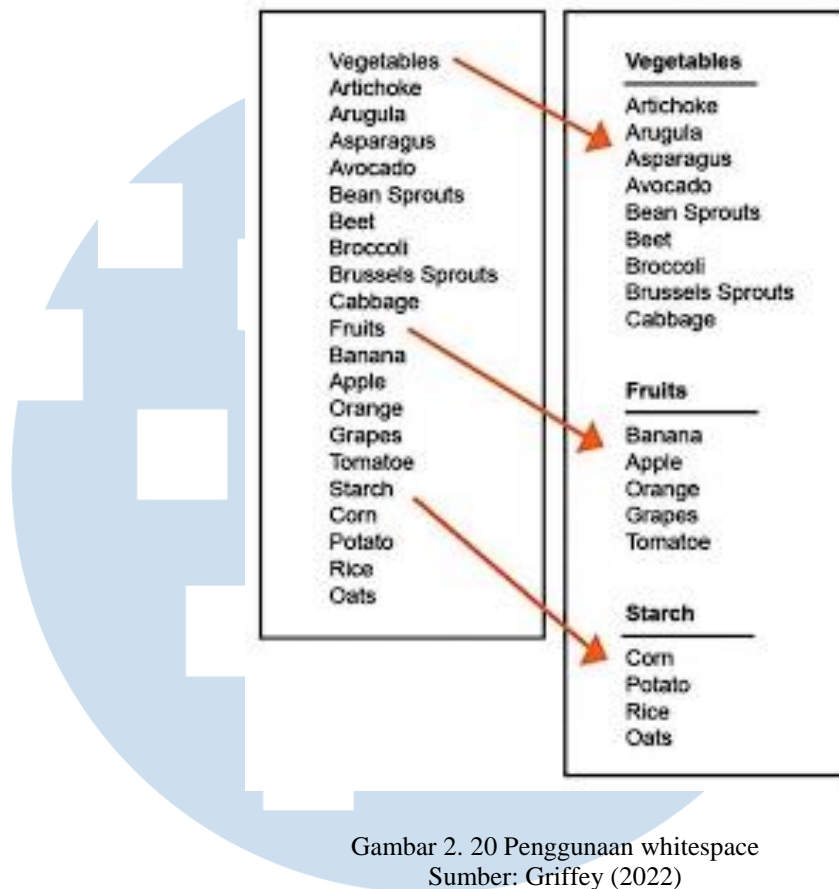 Vegetables
Artichoke
Arugula
Asparagus
Avocado
Bean Sprouts
Beet
Broccoli
Brussels Sprouts
Cabbage
Fruits
Banana
Apple
Orange
Grapes
Tomatoe
Starch
Corn
Potato
Rice
Oats
Vegetables
Artichoke
Arugula
Asparagus
Avocado
Bean Sprouts
Beet
Broccoli
Brussels Sprouts
Cabbage
Fruits
Banana
Apple
Orange
Grapes
Tomatoe
Starch
Corn
Potato
Rice
Oats
Gambar 2. 20 Penggunaan whitespace
Sumber: Griffey (2022)